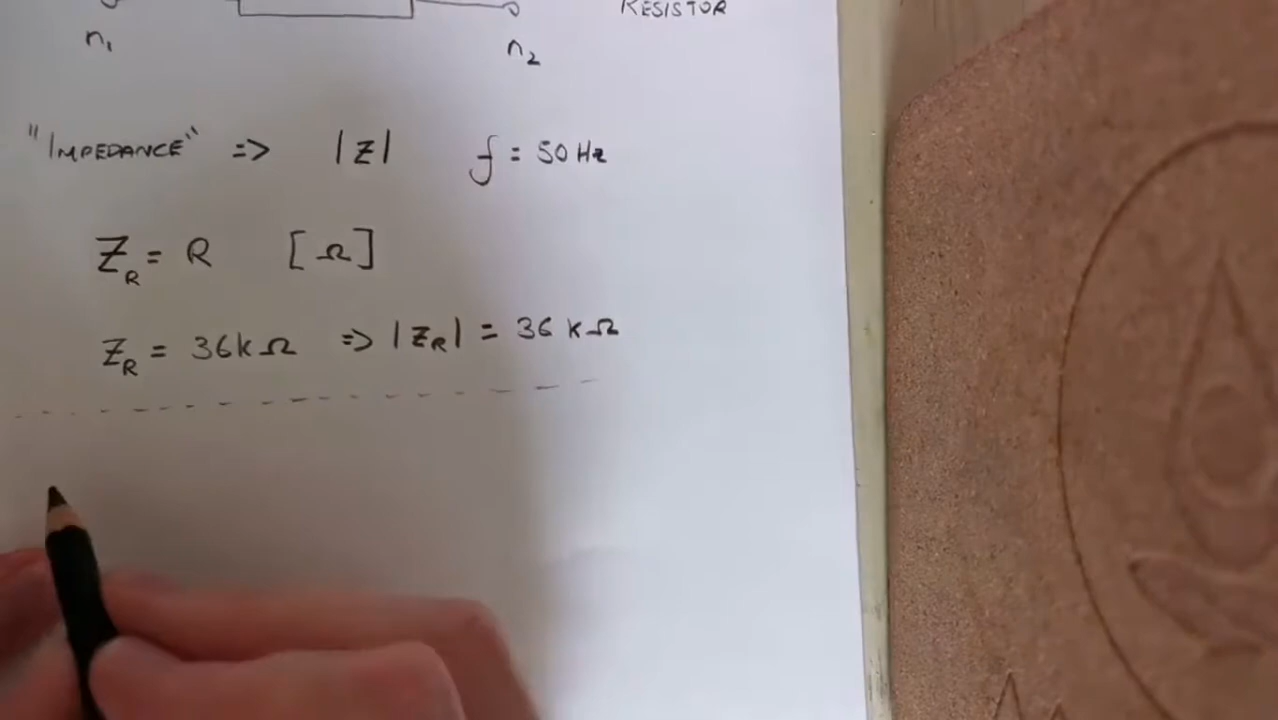 RESISTOR
n₁ n₂
"IMPEDANCE" => |Z| f = 50 Hz
Z_R = R [Ω]
Z_R = 36kΩ => |Z_R| = 36 kΩ